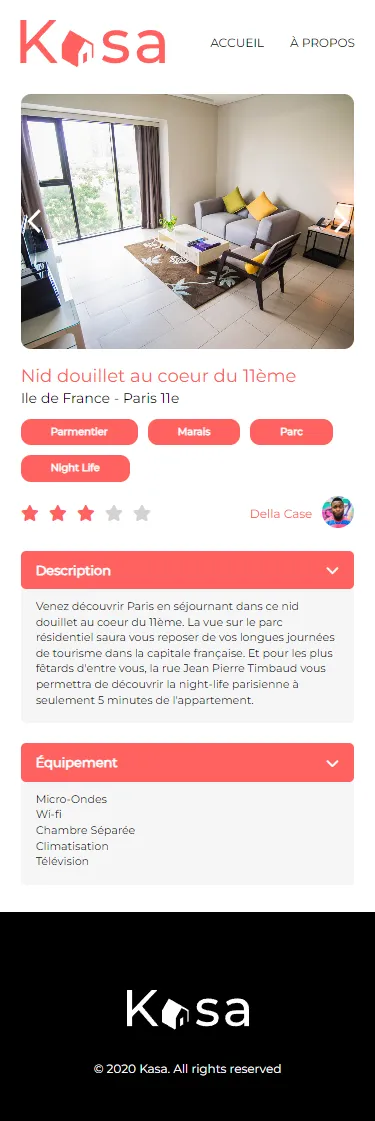 Kasa
ACCUEIL À PROPOS
Nid douillet au coeur du 11ème
Ile de France - Paris 11e
Parmentier Marais Parc
Night Life
Della Case
Description
Venez découvrir Paris en séjournant dans ce nid
douillet au coeur du 11ème. La vue sur le parc
résidentiel saura vous reposer de vos longues journées
de tourisme dans la capitale française. Et pour les plus
fêtards d'entre vous, la rue Jean Pierre Timbaud vous
permettra de découvrir la night-life parisienne à
seulement 5 minutes de l'appartement.
Équipement
Micro-Ondes
Wi-fi
Chambre Séparée
Climatisation
Télévision
Kasa
© 2020 Kasa. All rights reserved